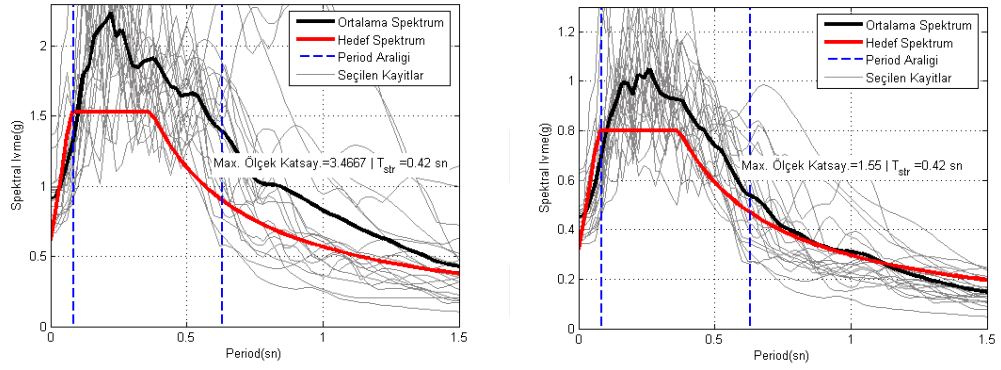 Ortalama Spektrum
Hedef Spektrum
Period Araligi
Seçilen Kayitlar
Max. Ölçek Katsay.=3.4667 | T_str =0.42 sn
Spektral Ivme(g)
2
1.5
1
0.5
0
0
0.5
1
1.5
Period(sn)
Ortalama Spektrum
Hedef Spektrum
Period Araligi
Seçilen Kayitlar
Max. Ölçek Katsay.=1.55 | T_str =0.42 sn
Spektral Ivme(g)
1.2
1
0.8
0.6
0.4
0.2
0
0
0.5
1
1.5
Period(sn)